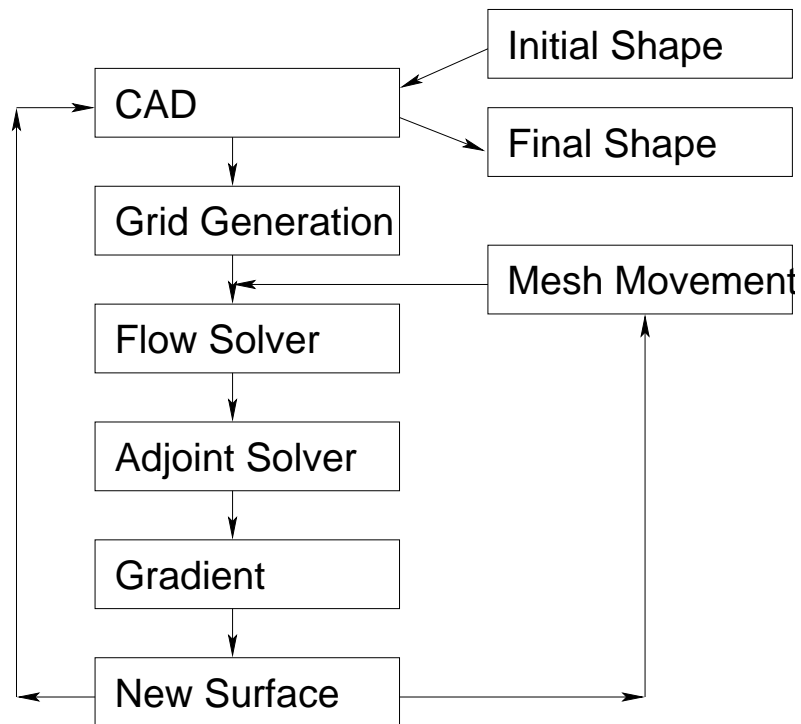 Initial Shape
CAD
Final Shape
Grid Generation
Mesh Movement
Flow Solver
Adjoint Solver
Gradient
New Surface